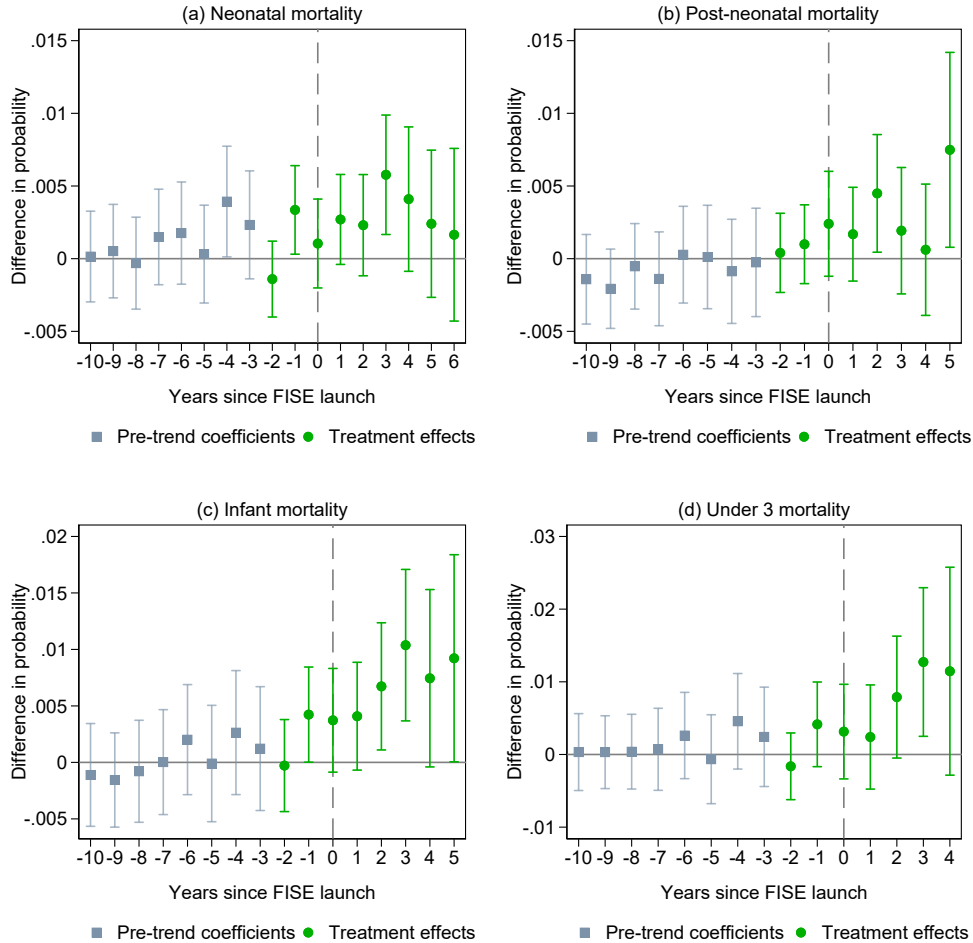 (a) Neonatal mortality
Difference in probability
.015
.01
.005
0
-.005
-10 -9 -8 -7 -6 -5 -4 -3 -2 -1 0 1 2 3 4 5 6
Years since FISE launch
Pre-trend coefficients Treatment effects
(b) Post-neonatal mortality
Difference in probability
.015
.01
.005
0
-.005
-10 -9 -8 -7 -6 -5 -4 -3 -2 -1 0 1 2 3 4 5
Years since FISE launch
Pre-trend coefficients Treatment effects
(c) Infant mortality
Difference in probability
.02
.015
.01
.005
0
-.005
-10 -9 -8 -7 -6 -5 -4 -3 -2 -1 0 1 2 3 4 5
Years since FISE launch
Pre-trend coefficients Treatment effects
(d) Under 3 mortality
Difference in probability
.03
.02
.01
0
-.01
-10 -9 -8 -7 -6 -5 -4 -3 -2 -1 0 1 2 3 4
Years since FISE launch
Pre-trend coefficients Treatment effects